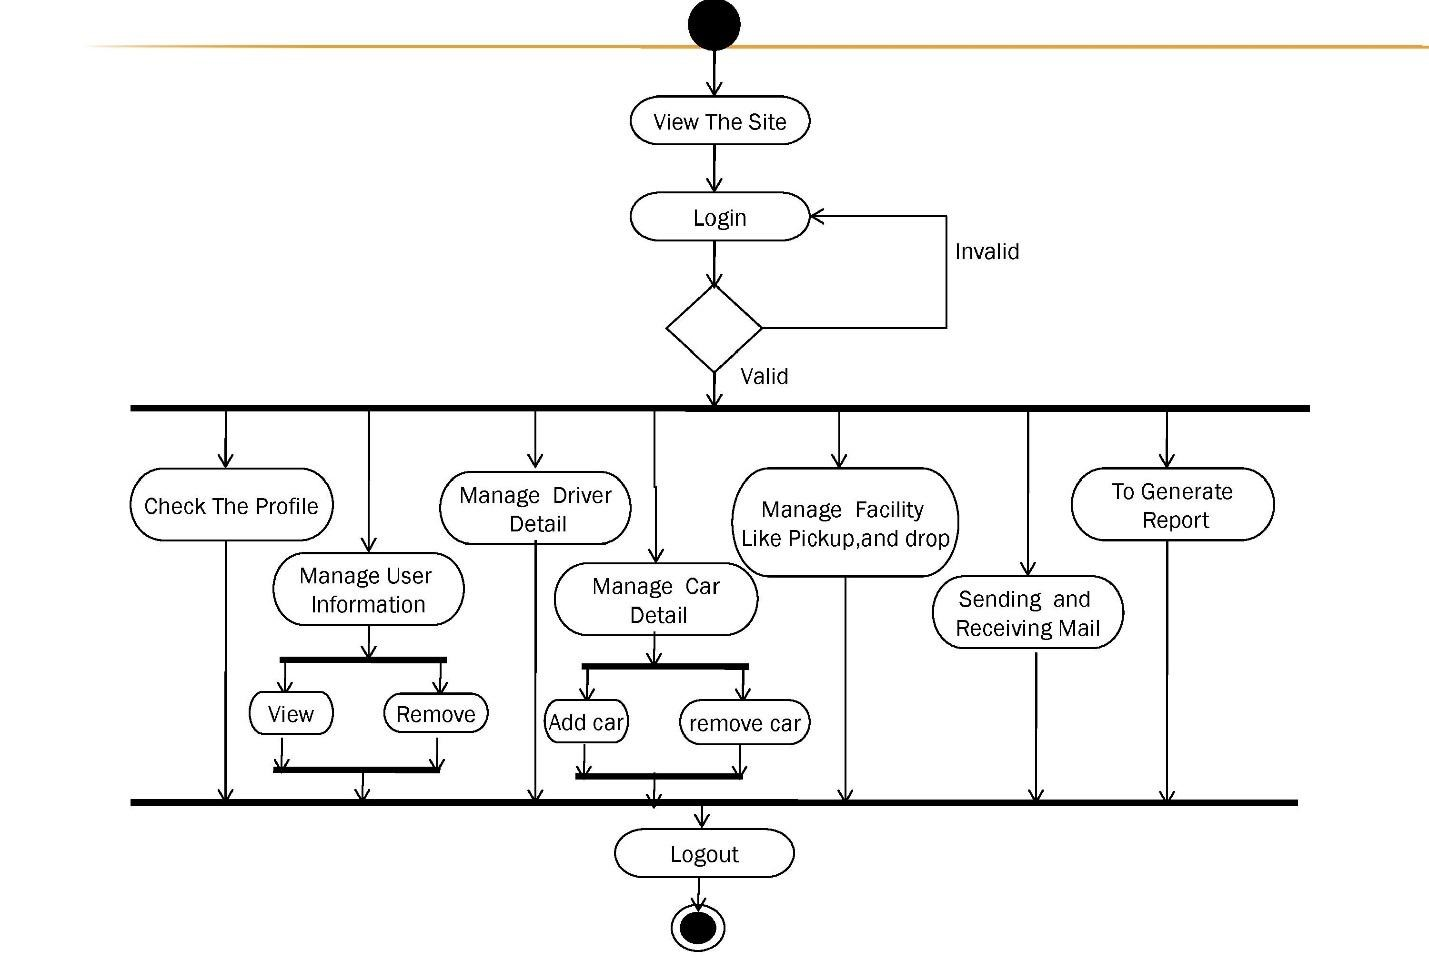 View The Site
Login
Invalid
Valid
Check The Profile
Manage User
Information
View
Remove
Manage Driver
Detail
Manage Car
Detail
Add car
remove car
Manage Facility
Like Pickup,and drop
Sending and
Receiving Mail
To Generate
Report
Logout